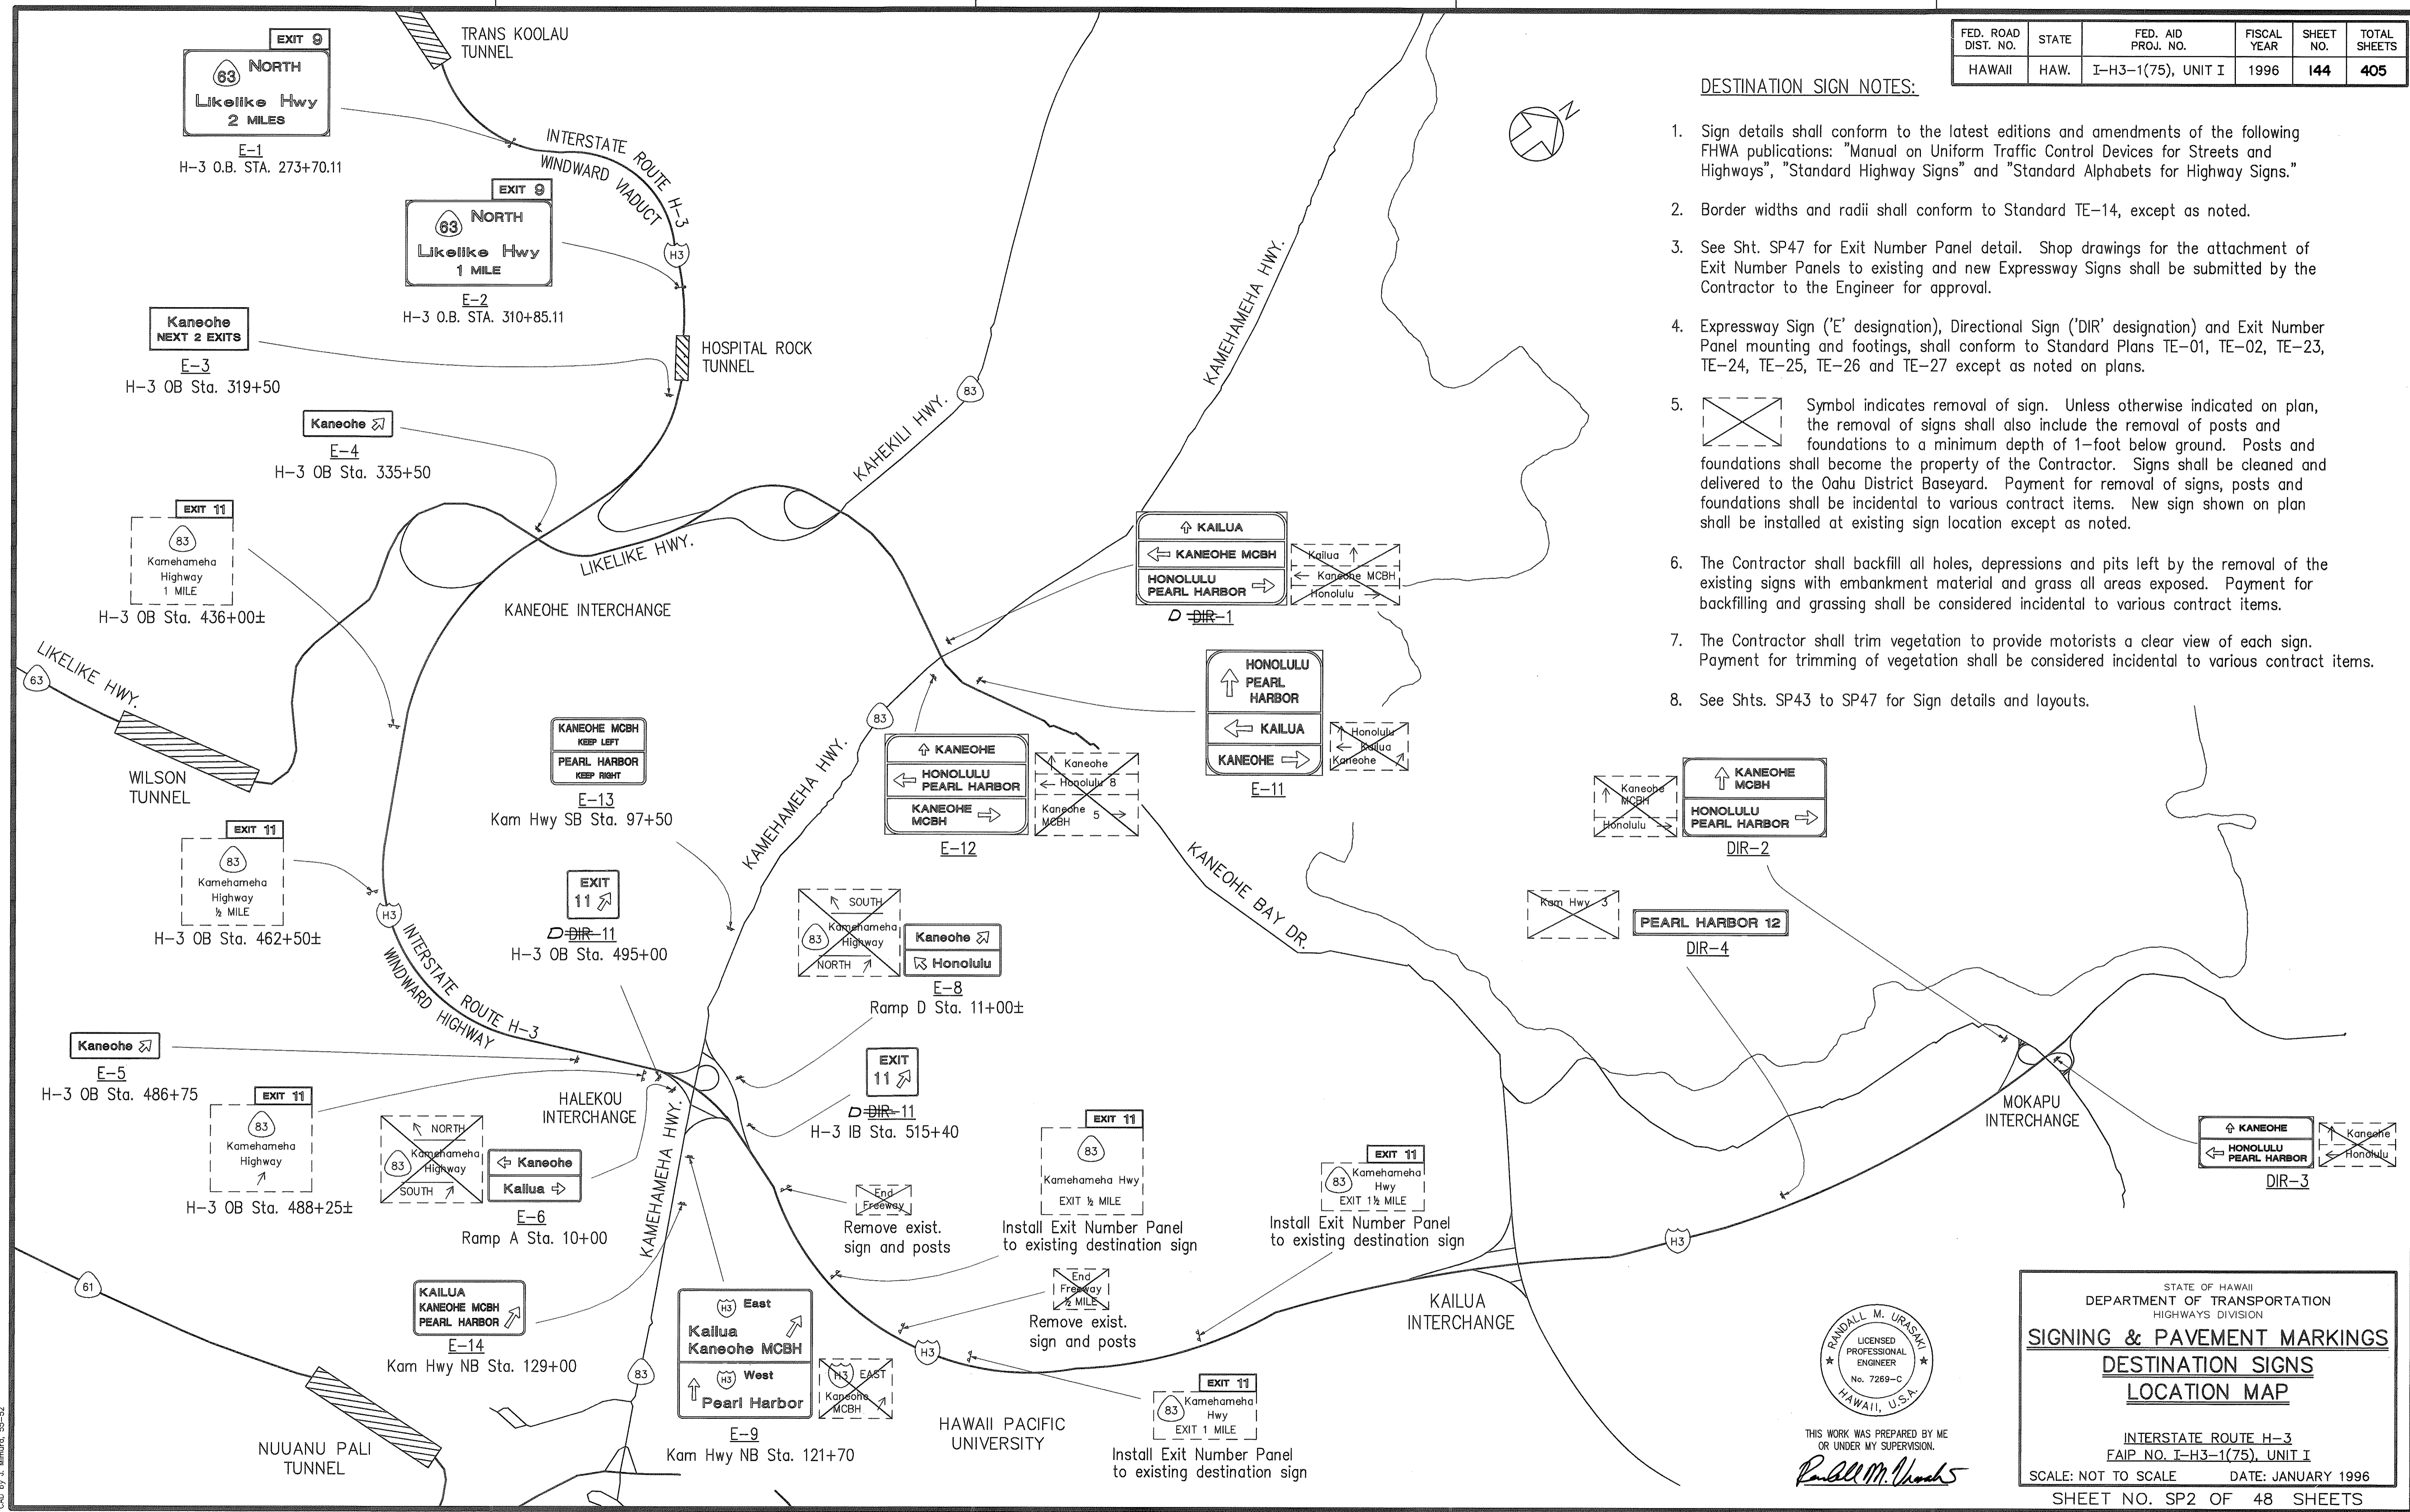 FED. ROAD DIST. NO.
STATE
FED. AID PROJ. NO.
FISCAL YEAR
SHEET NO.
TOTAL SHEETS
HAWAII
HAW.
I-H3-1(75), UNIT I
1996
144
405
DESTINATION SIGN NOTES:
1. Sign details shall conform to the latest editions and amendments of the following
FHWA publications: "Manual on Uniform Traffic Control Devices for Streets and
Highways", "Standard Highway Signs" and "Standard Alphabets for Highway Signs."
2. Border widths and radii shall conform to Standard TE-14, except as noted.
3. See Sht. SP47 for Exit Number Panel detail. Shop drawings for the attachment of
Exit Number Panels to existing and new Expressway Signs shall be submitted by the
Contractor to the Engineer for approval.
4. Expressway Sign ('E' designation), Directional Sign ('DIR' designation) and Exit Number
Panel mounting and footings, shall conform to Standard Plans TE-01, TE-02, TE-23,
TE-24, TE-25, TE-26 and TE-27 except as noted on plans.
5. Symbol indicates removal of sign. Unless otherwise indicated on plan,
the removal of signs shall also include the removal of posts and
foundations to a minimum depth of 1-foot below ground. Posts and
foundations shall become the property of the Contractor. Signs shall be cleaned and
delivered to the Oahu District Baseyard. Payment for removal of signs, posts and
foundations shall be incidental to various contract items. New sign shown on plan
shall be installed at existing sign location except as noted.
6. The Contractor shall backfill all holes, depressions and pits left by the removal of the
existing signs with embankment material and grass all areas exposed. Payment for
backfilling and grassing shall be considered incidental to various contract items.
7. The Contractor shall trim vegetation to provide motorists a clear view of each sign.
Payment for trimming of vegetation shall be considered incidental to various contract items.
8. See Shts. SP43 to SP47 for Sign details and layouts.
N
TRANS KOOLAU
TUNNEL
EXIT 9
63 NORTH
Likelike Hwy
2 MILES
E-1
H-3 O.B. STA. 273+70.11
INTERSTATE ROUTE H-3
WINDWARD VIADUCT
H3
EXIT 9
63 NORTH
Likelike Hwy
1 MILE
E-2
H-3 O.B. STA. 310+85.11
Kaneohe
NEXT 2 EXITS
E-3
H-3 OB Sta. 319+50
HOSPITAL ROCK
TUNNEL
Kaneohe
E-4
H-3 OB Sta. 335+50
KAHEKILI HWY.
83
KAMEHAMEHA HWY.
EXIT 11
83
Kamehameha
Highway
1 MILE
H-3 OB Sta. 436+00±
LIKELIKE HWY.
KANEOHE INTERCHANGE
LIKELIKE HWY.
63
WILSON
TUNNEL
KAILUA
KANEOHE MCBH
HONOLULU
PEARL HARBOR
D DIR-1
Kailua
Kaneohe MCBH
Honolulu
HONOLULU
PEARL
HARBOR
KAILUA
KANEOHE
E-11
Honolulu
Kailua
Kaneohe
83
KAMEHAMEHA HWY.
KANEOHE
HONOLULU
PEARL HARBOR
KANEOHE
MCBH
E-12
Kaneohe
Honolulu 8
Kaneohe
MCBH 5
KANEOHE MCBH
KEEP LEFT
PEARL HARBOR
KEEP RIGHT
E-13
Kam Hwy SB Sta. 97+50
EXIT 11
83
Kamehameha
Highway
½ MILE
H-3 OB Sta. 462+50±
H3
INTERSTATE ROUTE H-3
WINDWARD HIGHWAY
EXIT
11
D DIR-11
H-3 OB Sta. 495+00
SOUTH
83
Kamehameha
Highway
NORTH
Kaneohe
Honolulu
E-8
Ramp D Sta. 11+00±
KANEOHE BAY DR.
Kaneohe
MCBH
Honolulu
KANEOHE
MCBH
HONOLULU
PEARL HARBOR
DIR-2
Kam Hwy 3
PEARL HARBOR 12
DIR-4
Kaneohe
E-5
H-3 OB Sta. 486+75
EXIT 11
83
Kamehameha
Highway
H-3 OB Sta. 488+25±
HALEKOU
INTERCHANGE
KAMEHAMEHA HWY.
NORTH
83
Kamehameha
Highway
SOUTH
Kaneohe
Kailua
E-6
Ramp A Sta. 10+00
EXIT
11
D DIR-11
H-3 IB Sta. 515+40
End
Freeway
Remove exist.
sign and posts
EXIT 11
83
Kamehameha Hwy
EXIT ½ MILE
Install Exit Number Panel
to existing destination sign
End
Freeway
½ MILE
Remove exist.
sign and posts
EXIT 11
83 Kamehameha
Hwy
EXIT 1½ MILE
Install Exit Number Panel
to existing destination sign
MOKAPU
INTERCHANGE
KANEOHE
HONOLULU
PEARL HARBOR
DIR-3
Kaneohe
Honolulu
H3
KAILUA
INTERCHANGE
61
KAILUA
KANEOHE MCBH
PEARL HARBOR
E-14
Kam Hwy NB Sta. 129+00
83
H3 East
Kailua
Kaneohe MCBH
H3 West
Pearl Harbor
E-9
Kam Hwy NB Sta. 121+70
H3 EAST
Kaneohe
MCBH
H3
EXIT 11
83 Kamehameha
Hwy
EXIT 1 MILE
Install Exit Number Panel
to existing destination sign
HAWAII PACIFIC
UNIVERSITY
NUUANU PALI
TUNNEL
RANDALL M. URASAKI
LICENSED
PROFESSIONAL
ENGINEER
No. 7269-C
HAWAII, U.S.A.
THIS WORK WAS PREPARED BY ME
OR UNDER MY SUPERVISION.
STATE OF HAWAII
DEPARTMENT OF TRANSPORTATION
HIGHWAYS DIVISION
SIGNING & PAVEMENT MARKINGS
DESTINATION SIGNS
LOCATION MAP
INTERSTATE ROUTE H-3
FAIP NO. I-H3-1(75), UNIT I
SCALE: NOT TO SCALE DATE: JANUARY 1996
SHEET NO. SP2 OF 48 SHEETS